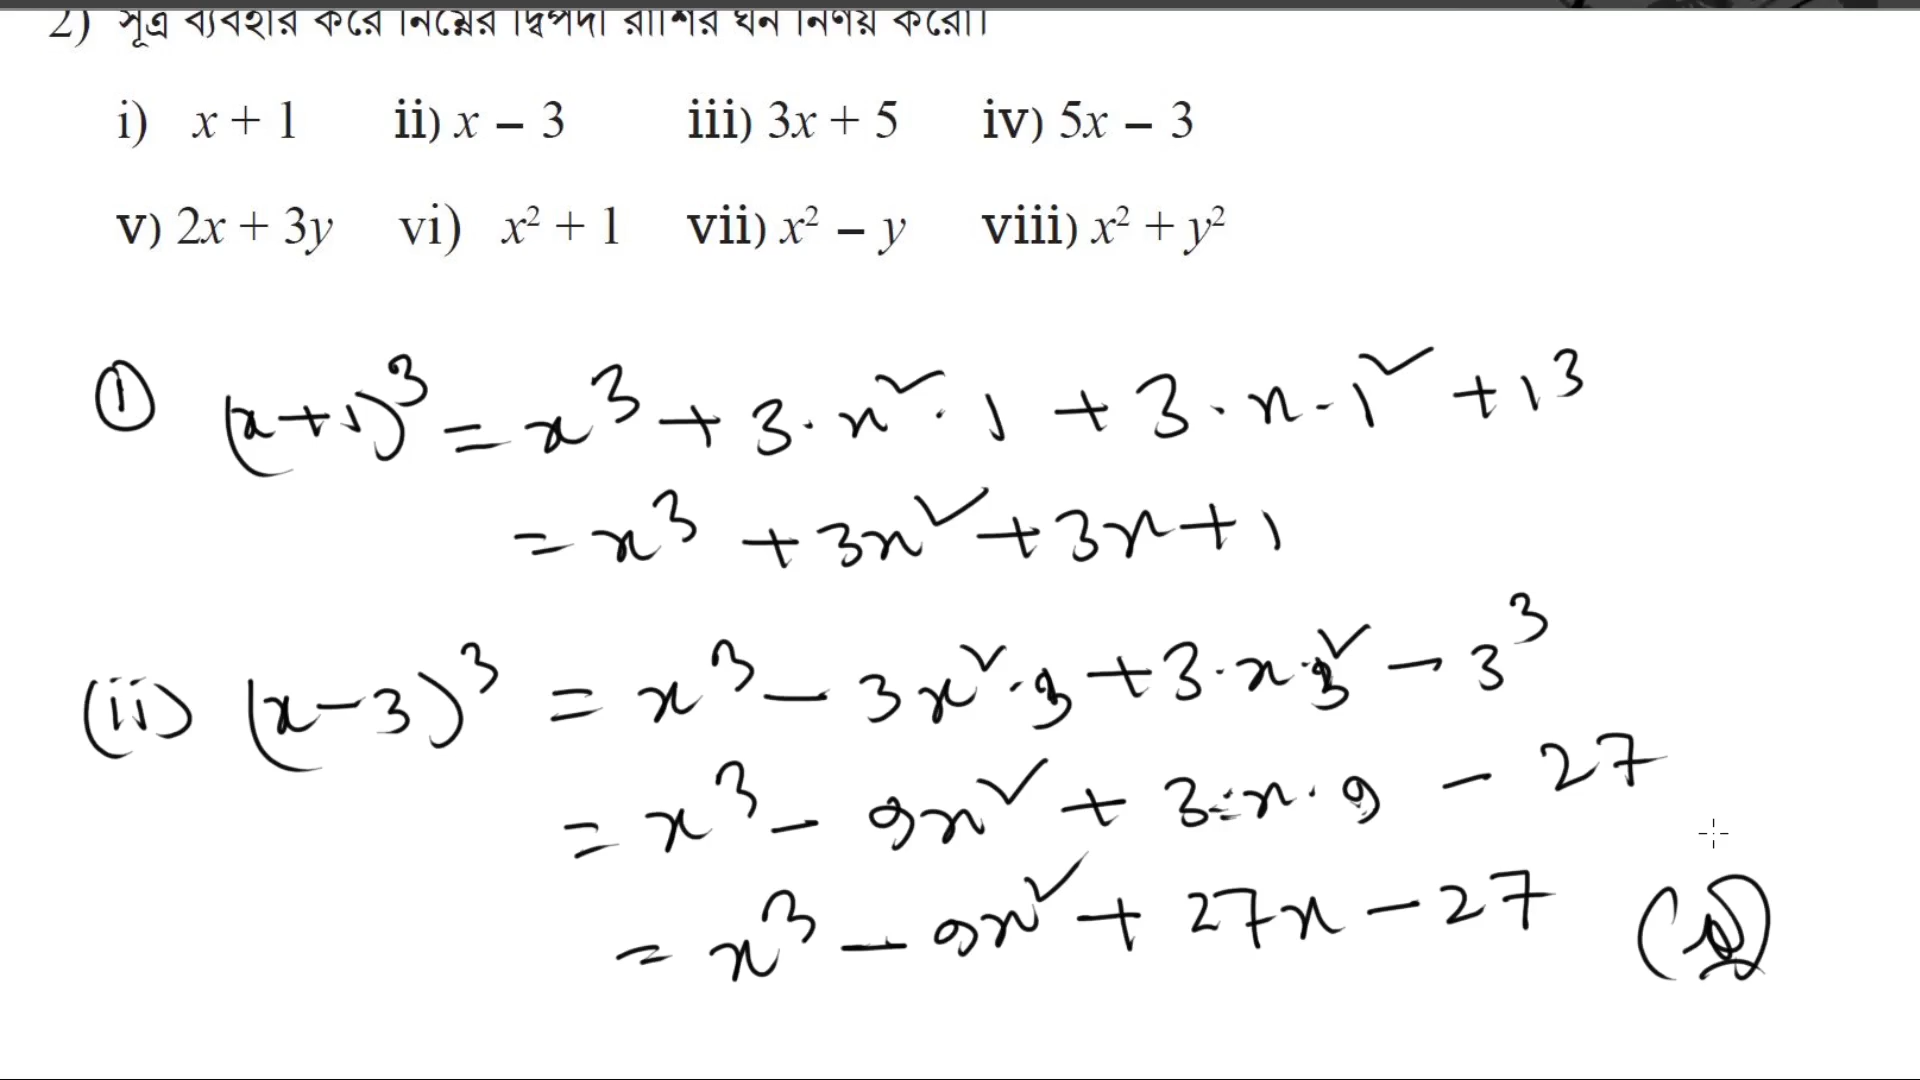 2) সূত্র ব্যবহার করে নিম্নের দ্বিপদী রাশির ঘন নির্ণয় করো।
i) x + 1 ii) x – 3 iii) 3x + 5 iv) 5x – 3
v) 2x + 3y vi) x² + 1 vii) x² – y viii) x² + y²
① (x+1)³ = x³ + 3·x²·1 + 3·x·1² + 1³
= x³ + 3x² + 3x + 1
(ii) (x-3)³ = x³ - 3x²·3 + 3·x·3² - 3³
= x³ - 9x² + 3·x·9 - 27
= x³ - 9x² + 27x - 27